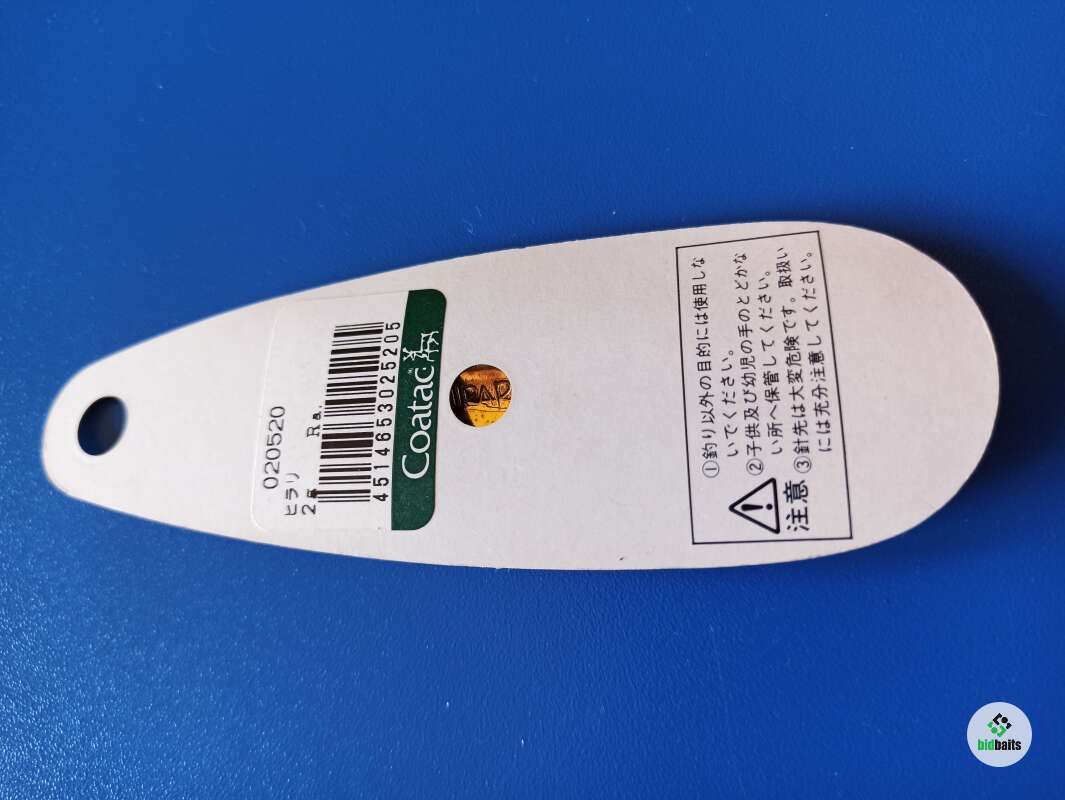 020520
ヒラリ
2号 Ra.
4514653025205
Coatac
①釣り以外の目的には使用しな
いでください。
②子供及び幼児の手のとどかな
い所へ保管してください。
③針先は大変危険です。取扱い
には充分注意してください。
注意
bidbaits